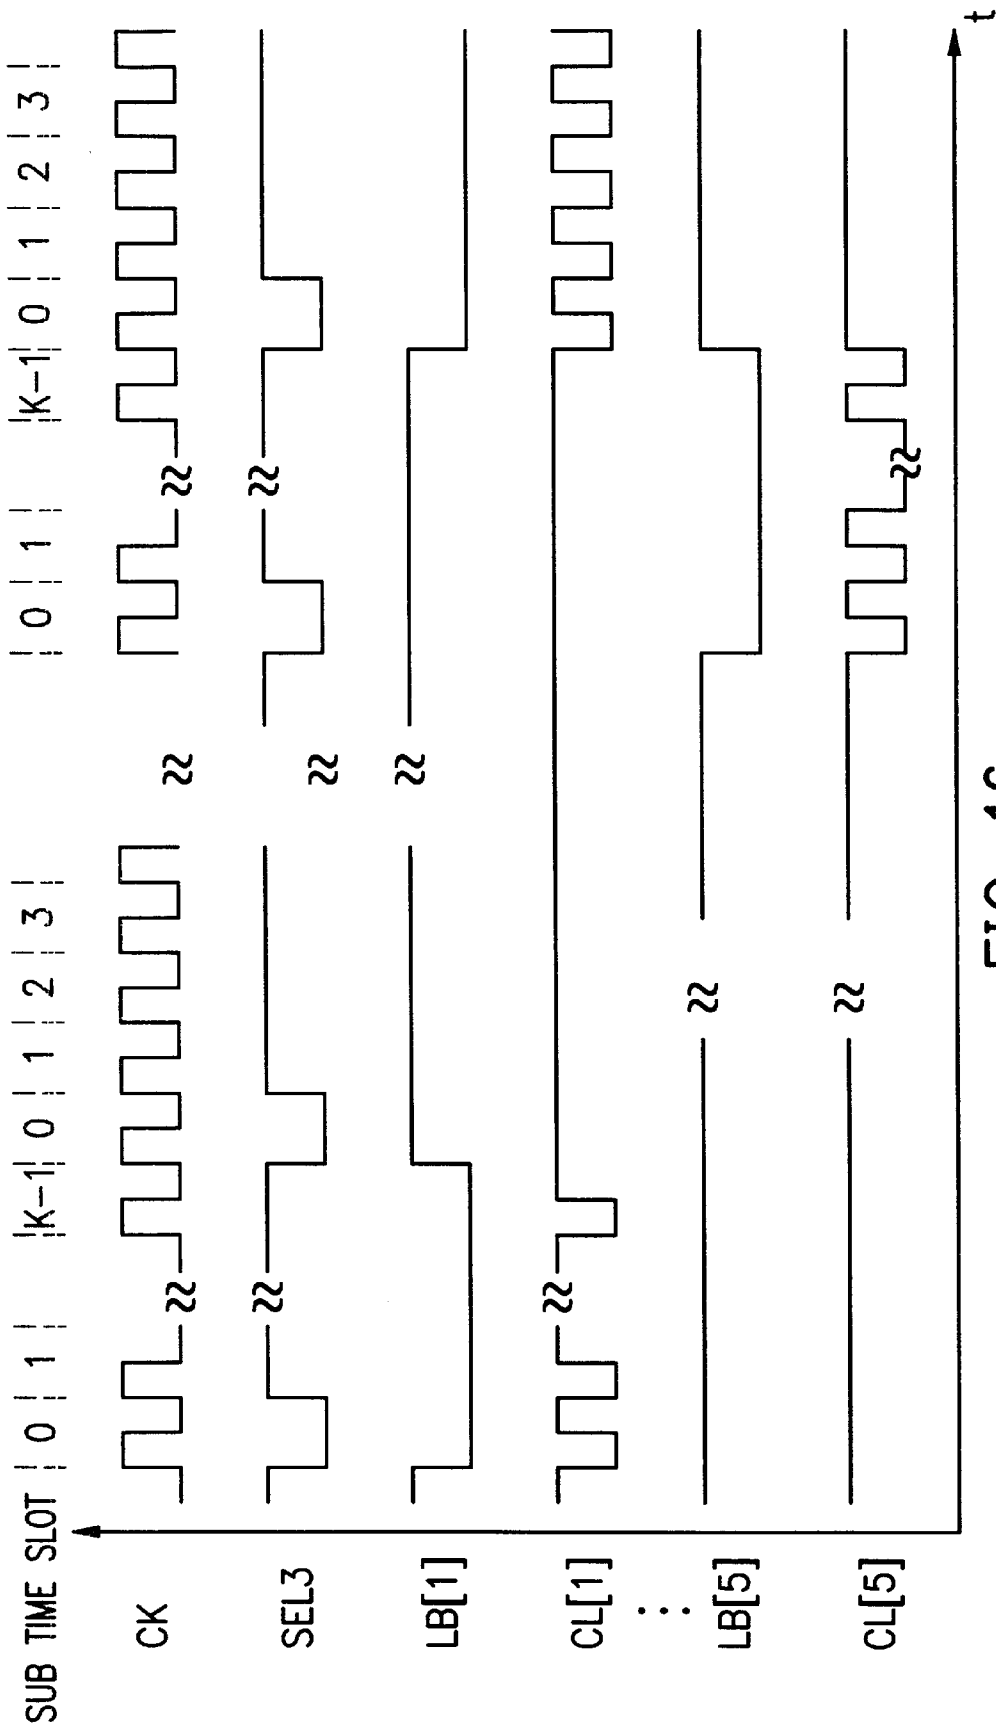 SUB TIME SLOT | 0 | 1 | | K-1 | 0 | 1 | 2 | 3 | | 0 | 1 | | K-1 | 0 | 1 | 2 | 3 |
CK
SEL3
LB[1]
CL[1]
⋮
LB[5]
CL[5]
t